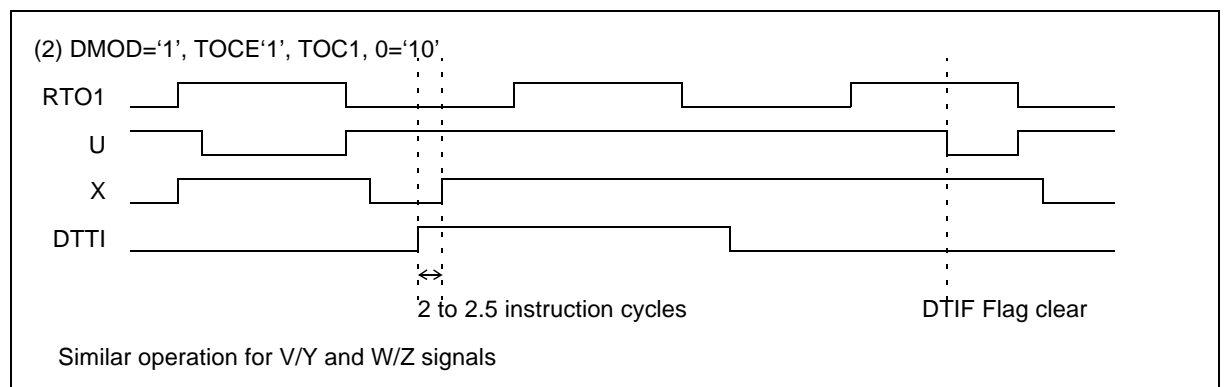 (2) DMOD=‘1’, TOCE‘1’, TOC1, 0=‘10’
RTO1
U
X
DTTI
2 to 2.5 instruction cycles
DTIF Flag clear
Similar operation for V/Y and W/Z signals